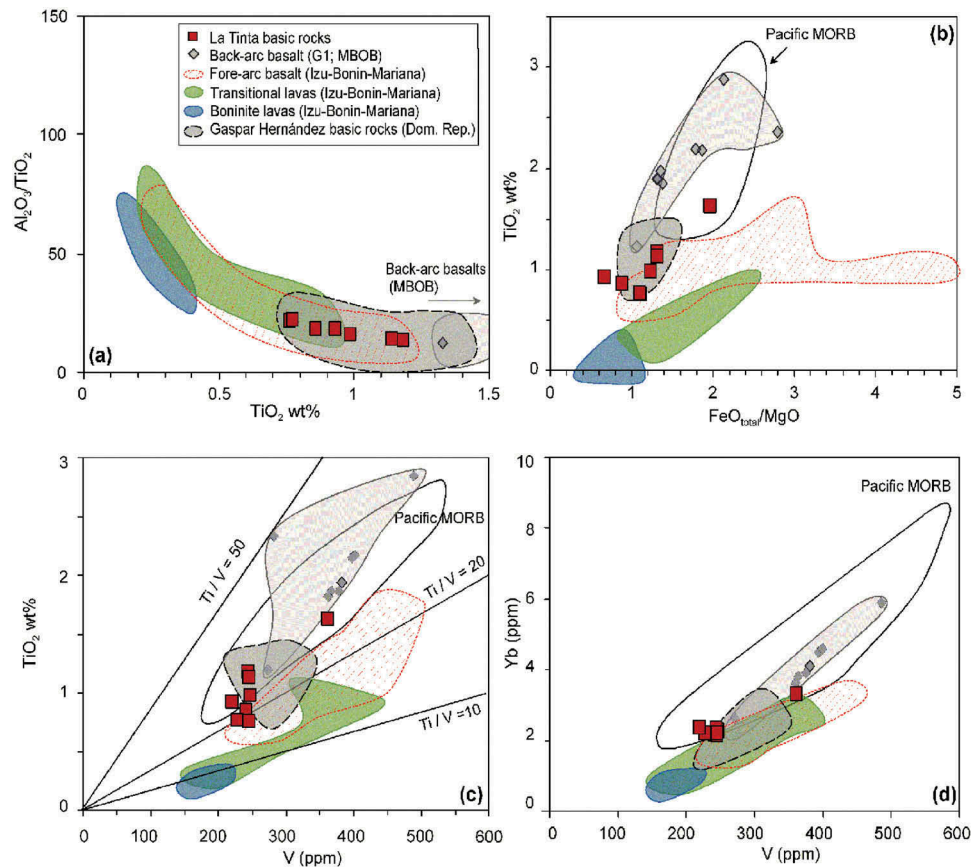 150
100
50
0
Al₂O₃/TiO₂
La Tinta basic rocks
Back-arc basalt (G1; MBOB)
Fore-arc basalt (Izu-Bonin-Mariana)
Transitional lavas (Izu-Bonin-Mariana)
Boninite lavas (Izu-Bonin-Mariana)
Gaspar Hernández basic rocks (Dom. Rep.)
Back-arc basalts
(MBOB)
(a)
0 0.5 1 1.5
TiO₂ wt%
(b)
Pacific MORB
3
2
1
0
TiO₂ wt%
0 1 2 3 4 5
FeOtotal/MgO
3
2
1
0
TiO₂ wt%
Ti / V = 50
Pacific MORB
Ti / V = 20
Ti / V =10
(c)
0 100 200 300 400 500 600
V (ppm)
10
8
6
4
2
0
Yb (ppm)
Pacific MORB
(d)
0 100 200 300 400 500 600
V (ppm)